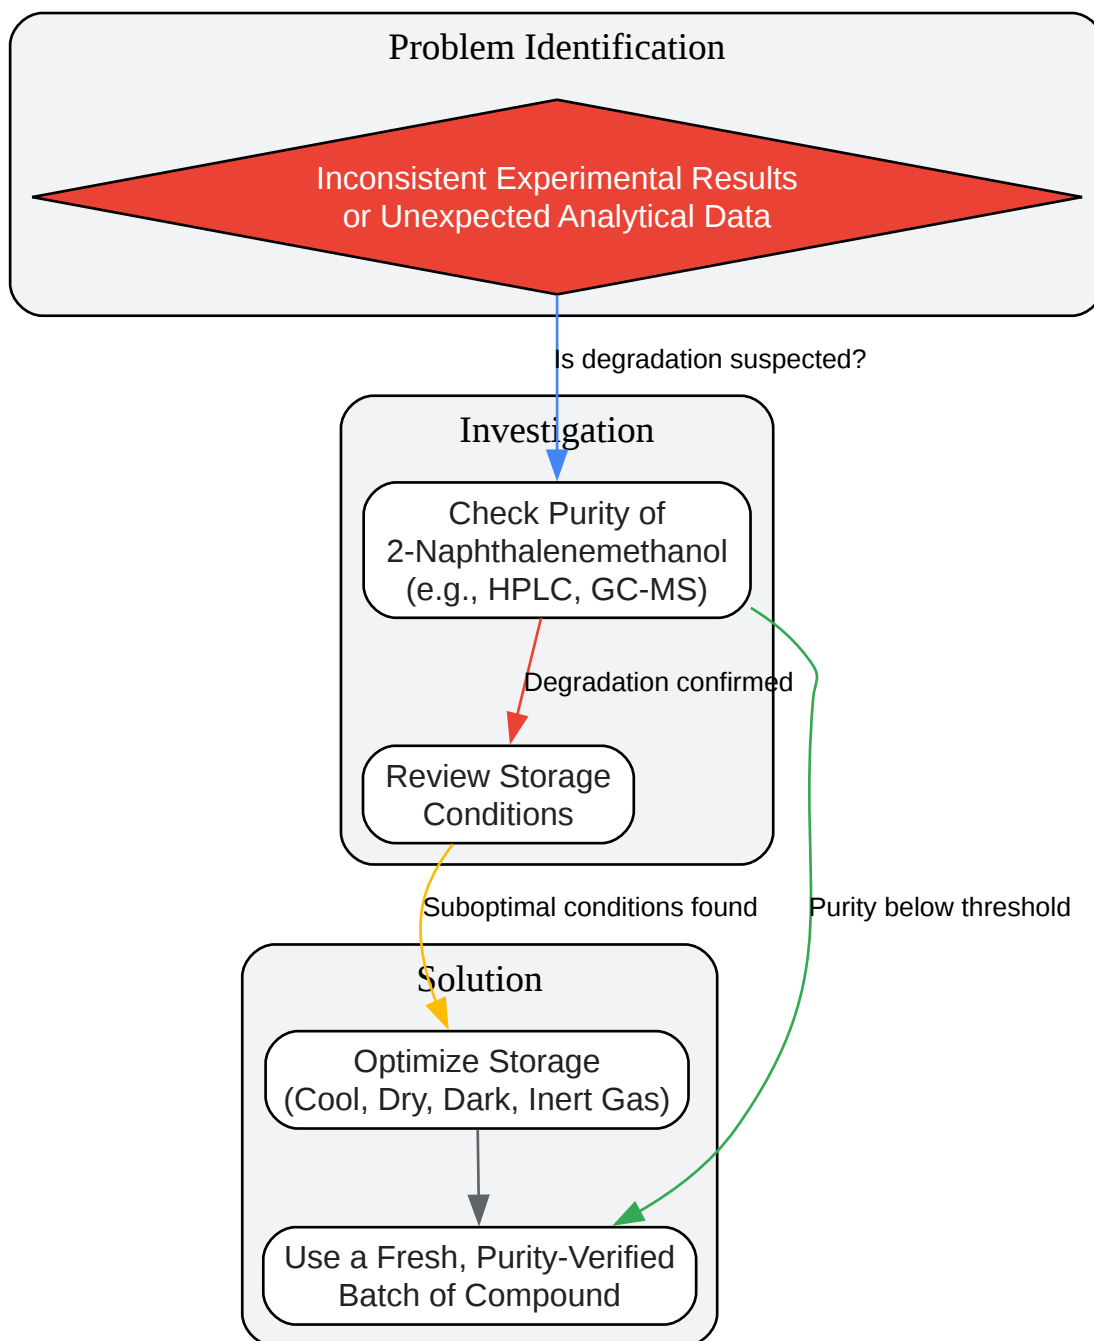 Problem Identification
Inconsistent Experimental Results
or Unexpected Analytical Data
Is degradation suspected?
Investigation
Check Purity of
2-Naphthalenemethanol
(e.g., HPLC, GC-MS)
Degradation confirmed
Review Storage
Conditions
Suboptimal conditions found
Purity below threshold
Solution
Optimize Storage
(Cool, Dry, Dark, Inert Gas)
Use a Fresh, Purity-Verified
Batch of Compound